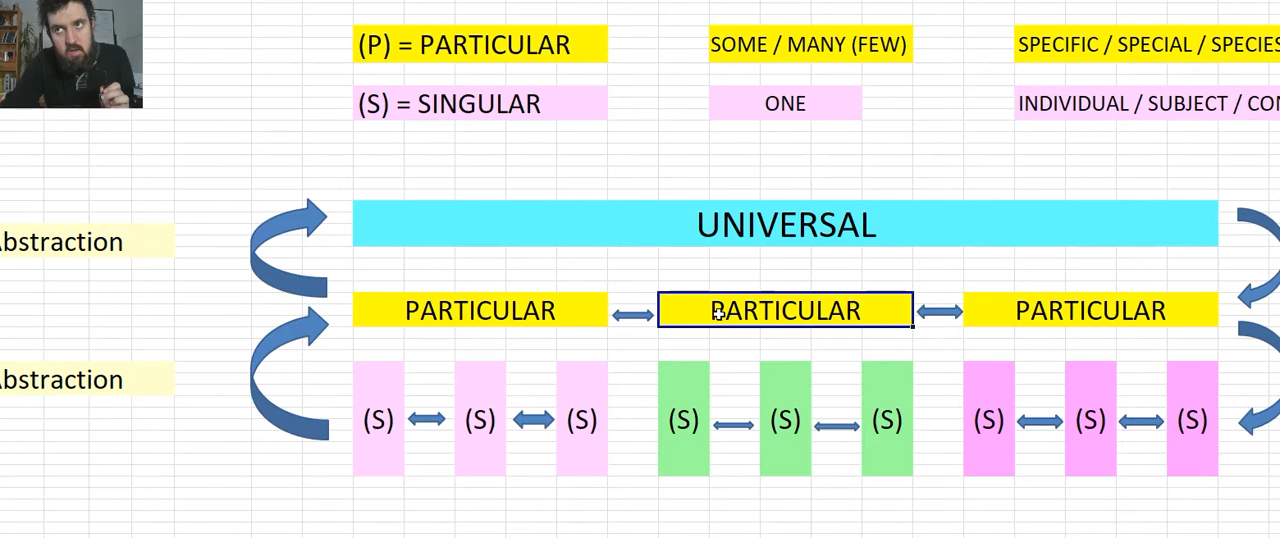 (P) = PARTICULAR SOME / MANY (FEW) SPECIFIC / SPECIAL / SPECIES
(S) = SINGULAR ONE INDIVIDUAL / SUBJECT / CON
UNIVERSAL
Abstraction
PARTICULAR PARTICULAR PARTICULAR
Abstraction
(S) (S) (S) (S) (S) (S) (S) (S) (S)